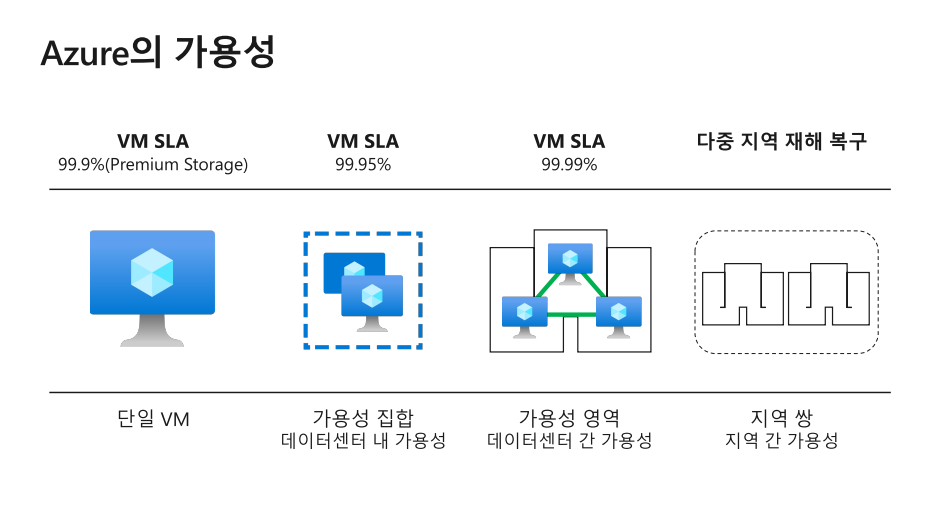 Azure의 가용성
VM SLA
99.9%(Premium Storage)
VM SLA
99.95%
VM SLA
99.99%
다중 지역 재해 복구
단일 VM
가용성 집합
데이터센터 내 가용성
가용성 영역
데이터센터 간 가용성
지역 쌍
지역 간 가용성